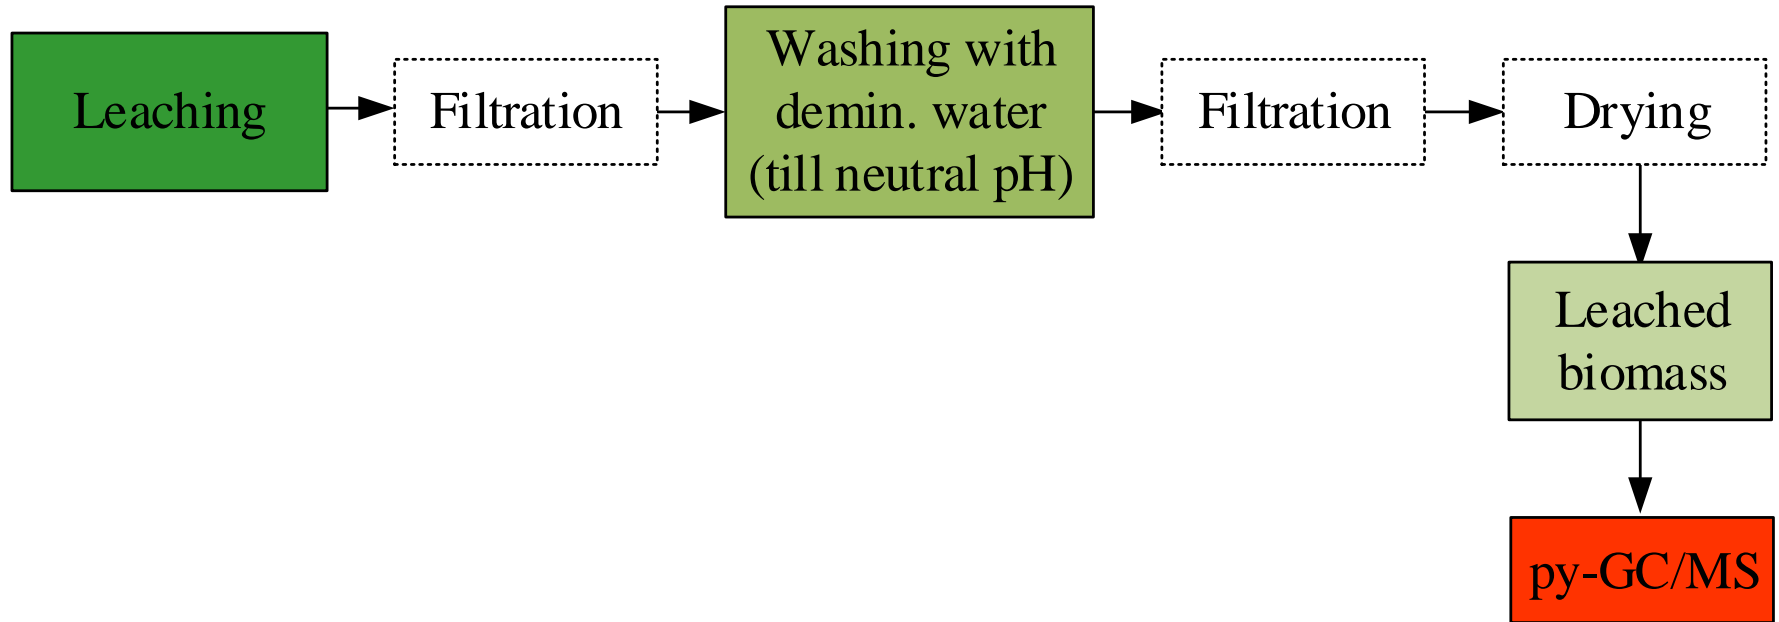 Leaching
Filtration
Washing with
demin. water
(till neutral pH)
Filtration
Drying
Leached
biomass
py-GC/MS